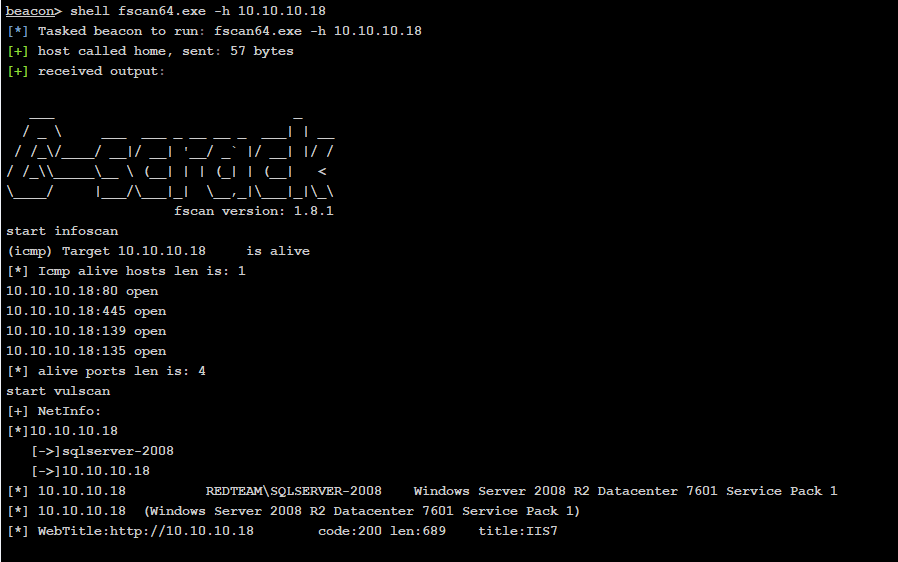 beacon> shell fscan64.exe -h 10.10.10.18
[*] Tasked beacon to run: fscan64.exe -h 10.10.10.18
[+] host called home, sent: 57 bytes
[+] received output:
   ___                              _
  / _ \     ___  ___ _ __ __ _  ___| | __
 / /_\/____/ __|/ __| '__/ _` |/ __| |/ /
/ /_\\_____\__ \ (__| | | (_| | (__|   <
\____/     |___/\___|_|  \__,_|\___|_|\_\
                     fscan version: 1.8.1
start infoscan
(icmp) Target 10.10.10.18     is alive
[*] Icmp alive hosts len is: 1
10.10.10.18:80 open
10.10.10.18:445 open
10.10.10.18:139 open
10.10.10.18:135 open
[*] alive ports len is: 4
start vulscan
[+] NetInfo:
[*]10.10.10.18
   [->]sqlserver-2008
   [->]10.10.10.18
[*] 10.10.10.18          REDTEAM\SQLSERVER-2008    Windows Server 2008 R2 Datacenter 7601 Service Pack 1
[*] 10.10.10.18  (Windows Server 2008 R2 Datacenter 7601 Service Pack 1)
[*] WebTitle:http://10.10.10.18        code:200 len:689    title:IIS7